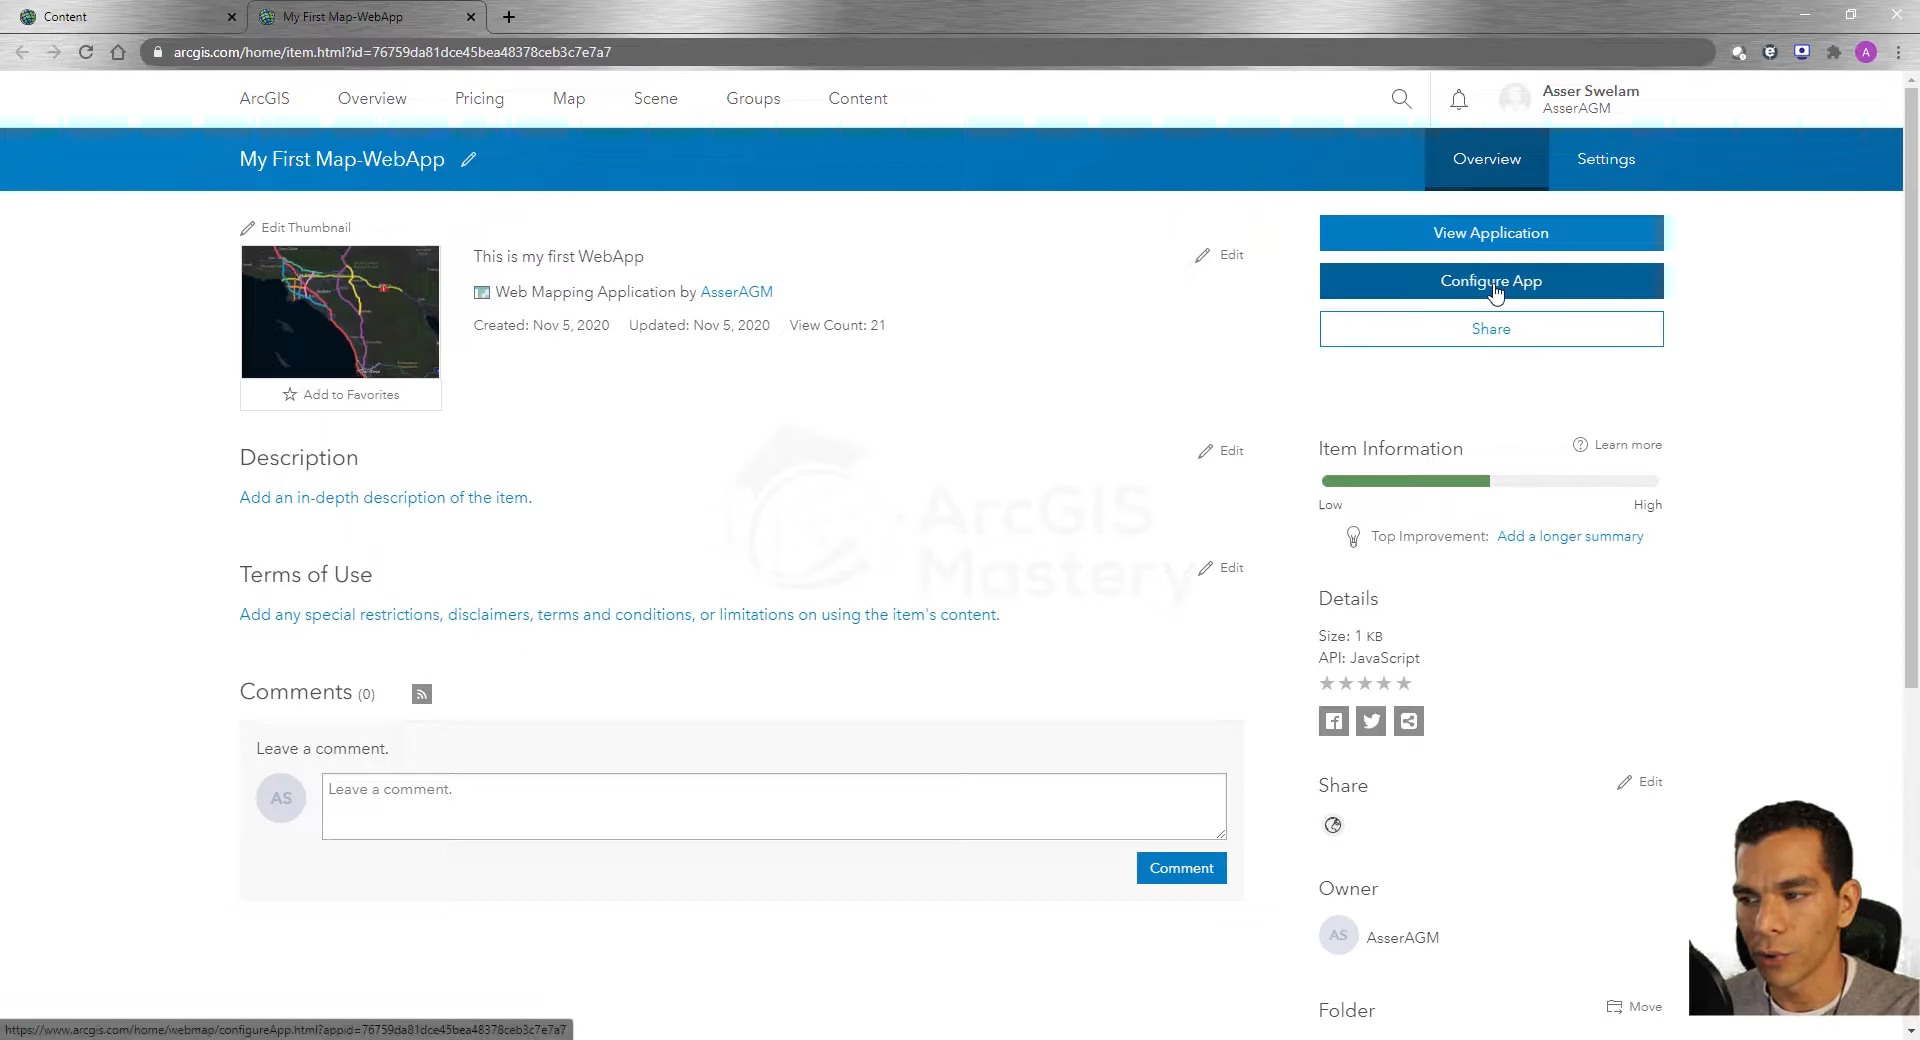 Content
My First Map-WebApp
arcgis.com/home/item.html?id=76759da81dce45bea48378ceb3c7e7a7
A
ArcGIS Overview Pricing Map Scene Groups Content
Asser Swelam
AsserAGM
My First Map-WebApp
Overview Settings
Edit Thumbnail
View Application
This is my first WebApp
Edit
Configure App
Web Mapping Application by AsserAGM
Created: Nov 5, 2020 Updated: Nov 5, 2020 View Count: 21
Share
Add to Favorites
Description
Edit
Item Information
Learn more
Add an in-depth description of the item.
Low High
ArcGIS
Mastery
Top Improvement: Add a longer summary
Terms of Use
Edit
Add any special restrictions, disclaimers, terms and conditions, or limitations on using the item's content.
Details
Size: 1 KB
API: JavaScript
Comments (0)
Leave a comment.
AS
Leave a comment.
Share
Edit
Comment
Owner
AS
AsserAGM
Folder
Move
https://www.arcgis.com/home/webmap/configureApp.html?appid=76759da81dce45bea48378ceb3c7e7a7